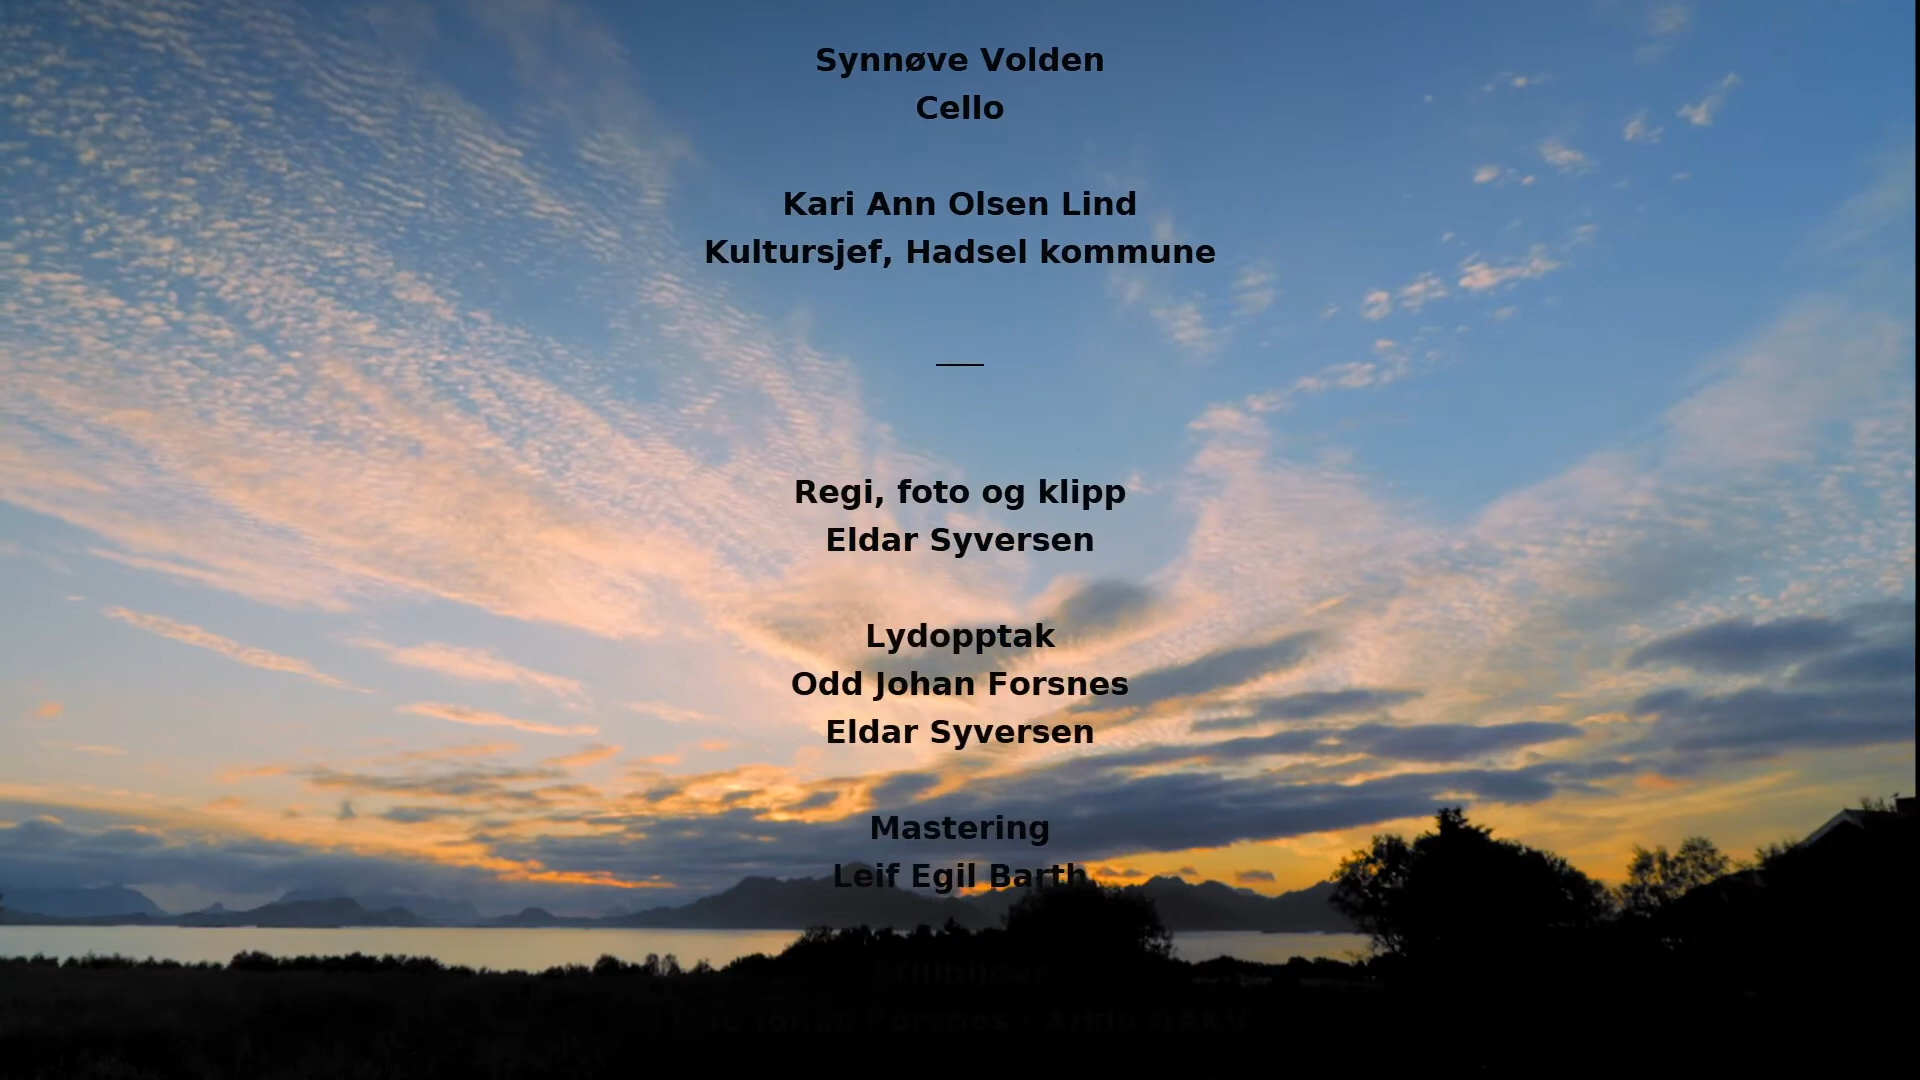 Synnøve Volden
Cello
Kari Ann Olsen Lind
Kultursjef, Hadsel kommune
Regi, foto og klipp
Eldar Syversen
Lydopptak
Odd Johan Forsnes
Eldar Syversen
Mastering
Leif Egil Barth